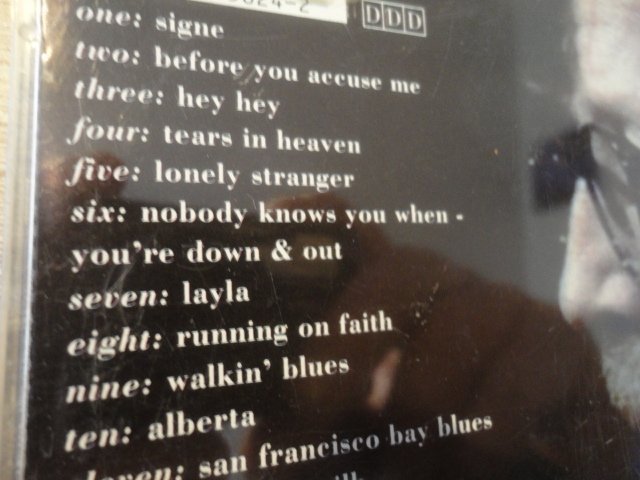 DDD
one: signe
two: before you accuse me
three: hey hey
four: tears in heaven
five: lonely stranger
six: nobody knows you when -
you're down & out
seven: layla
eight: running on faith
nine: walkin' blues
ten: alberta
eleven: san francisco bay blues